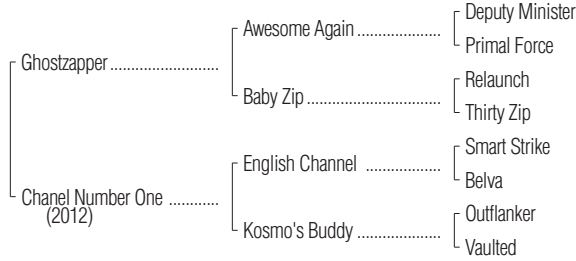 Deputy Minister
Awesome Again ....................
Primal Force
Ghostzapper ..........................
Relaunch
Baby Zip ................................
Thirty Zip
Smart Strike
English Channel ..................
Belva
Chanel Number One ............
(2012)
Outflanker
Kosmo's Buddy ....................
Vaulted